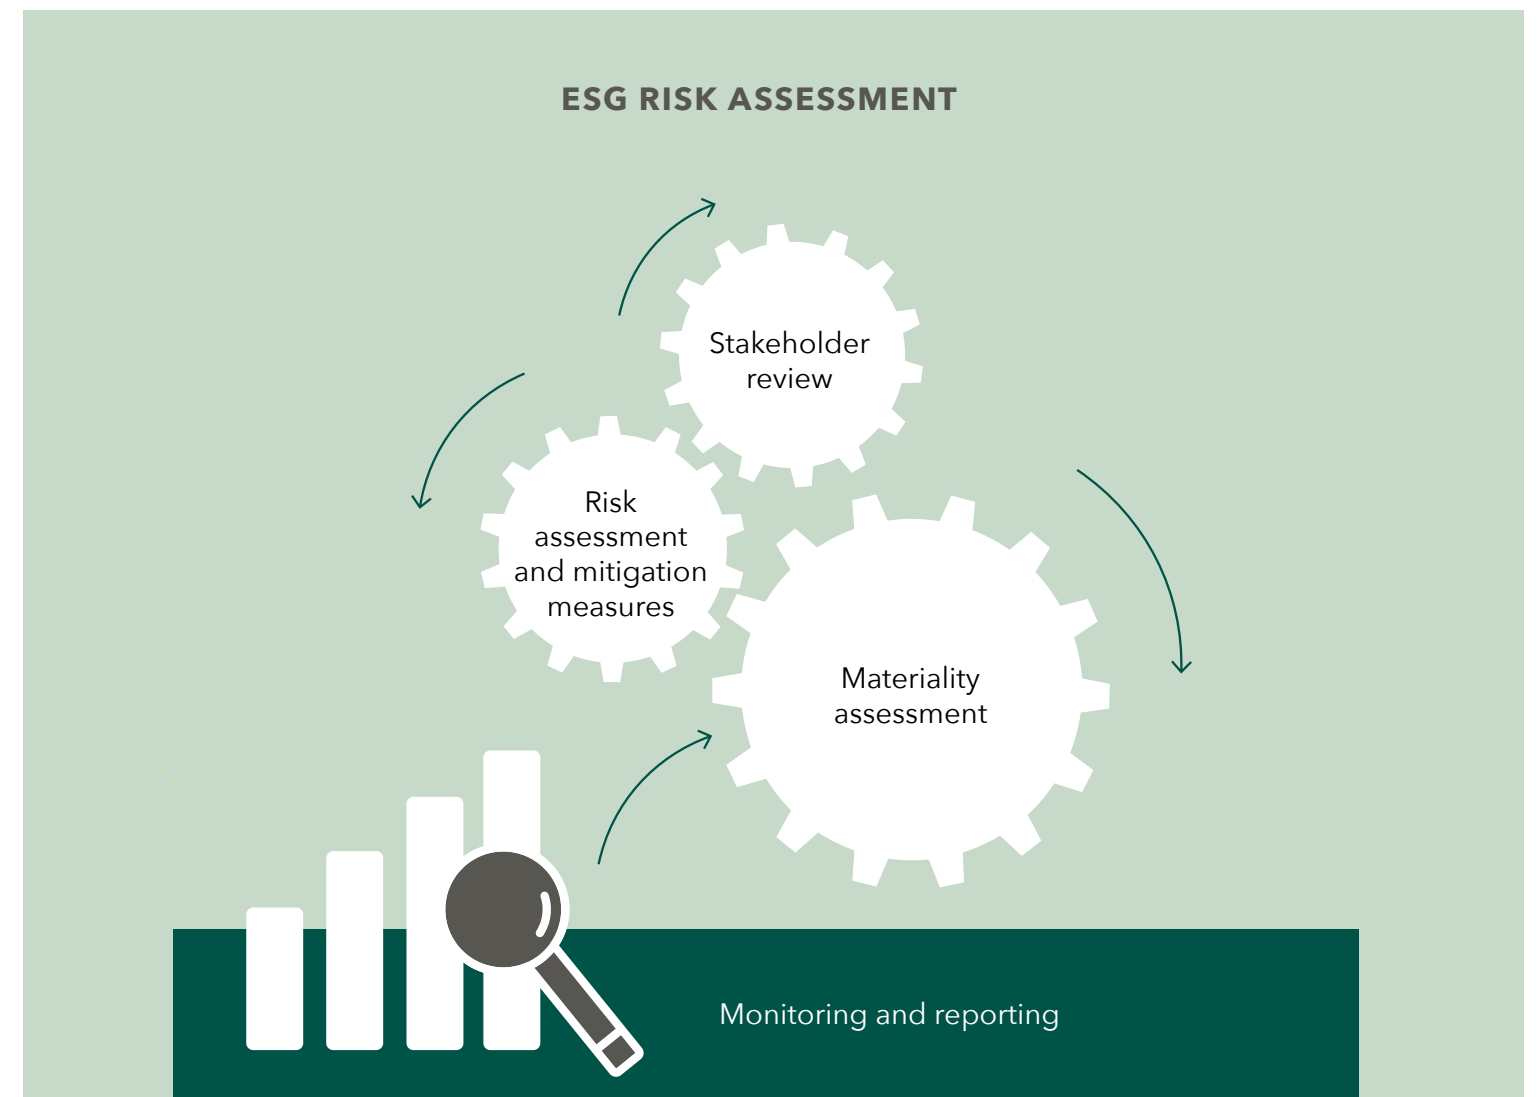 ESG RISK ASSESSMENT
Stakeholder
review
Risk
assessment
and mitigation
measures
Materiality
assessment
Monitoring and reporting